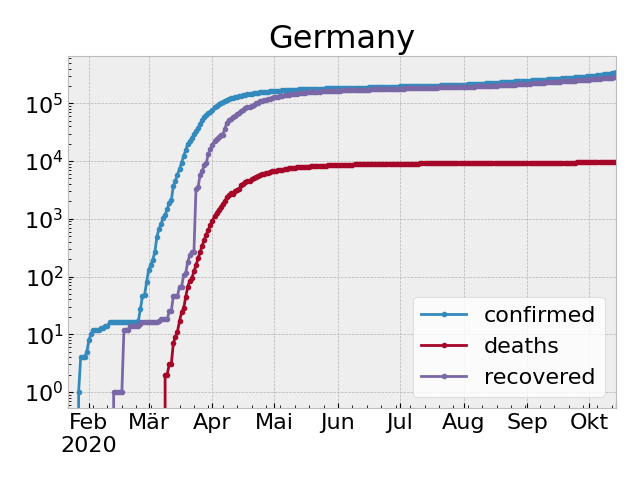 Germany
10^5
10^4
10^3
10^2
10^1
10^0
confirmed
deaths
recovered
Feb Mär Apr Mai Jun Jul Aug Sep Okt
2020